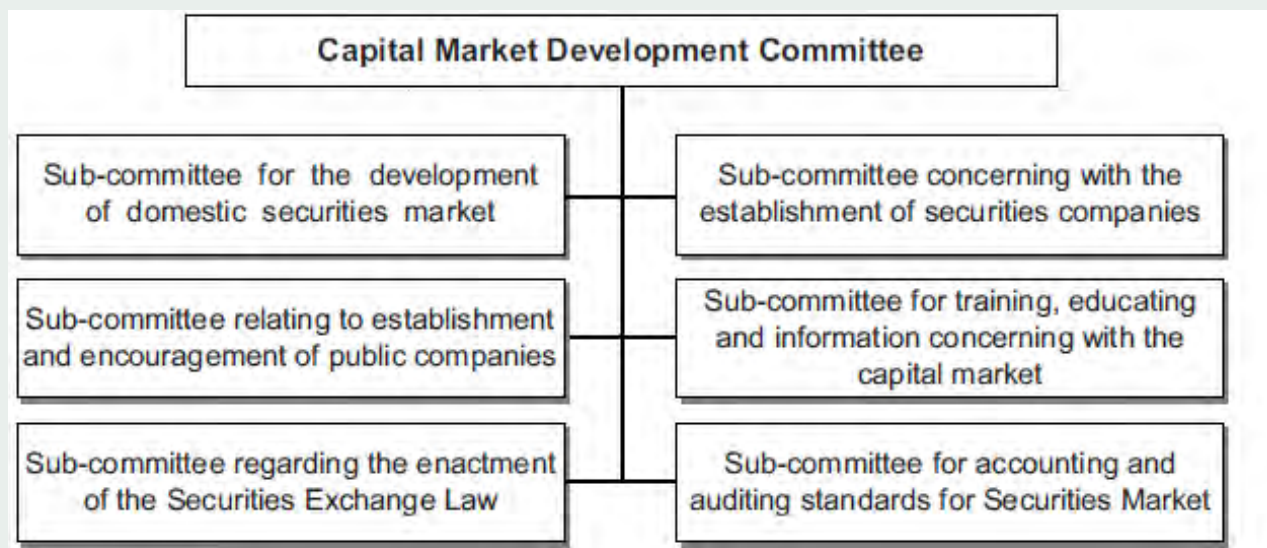 Capital Market Development Committee
Sub-committee for the development
of domestic securities market
Sub-committee concerning with the
establishment of securities companies
Sub-committee relating to establishment
and encouragement of public companies
Sub-committee for training, educating
and information concerning with the
capital market
Sub-committee regarding the enactment
of the Securities Exchange Law
Sub-committee for accounting and
auditing standards for Securities Market